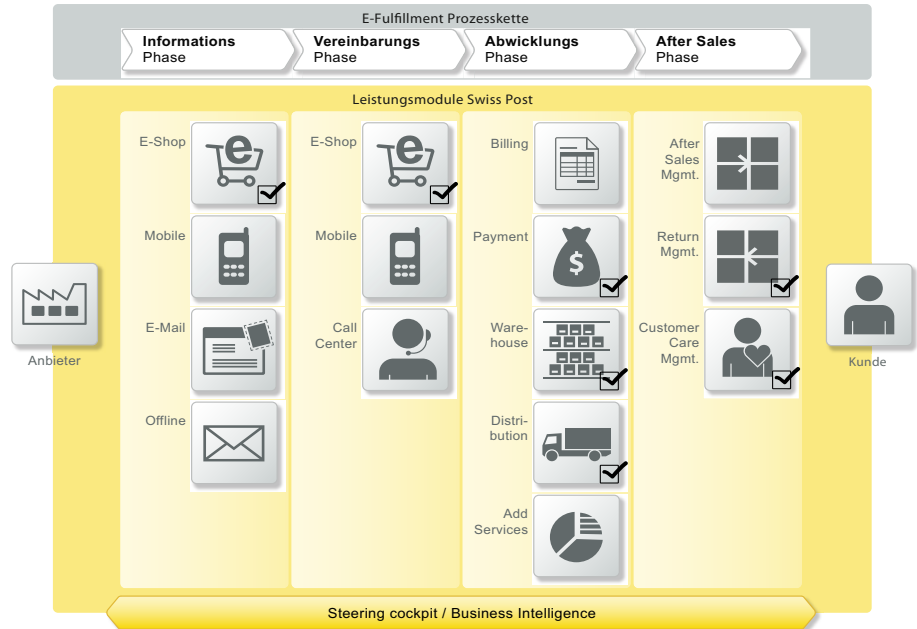 E-Fulfillment Prozesskette
Informations
Phase
Vereinbarungs
Phase
Abwicklungs
Phase
After Sales
Phase
Leistungsmodule Swiss Post
E-Shop
e
Mobile
E-Mail
Offline
E-Shop
e
Mobile
Call
Center
Billing
Payment
$
Ware-
house
Distri-
bution
Add
Services
After
Sales
Mgmt.
Return
Mgmt.
Customer
Care
Mgmt.
Anbieter
Kunde
Steering cockpit / Business Intelligence